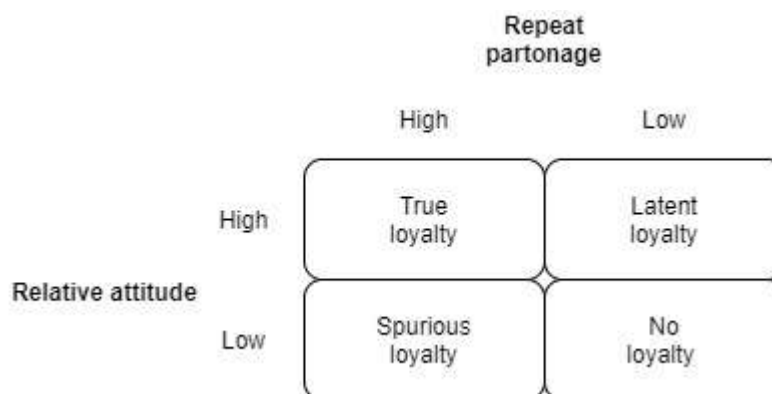 Repeat
partonage
High Low
True
loyalty
Latent
loyalty
High
Relative attitude
Spurious
loyalty
No
loyalty
Low